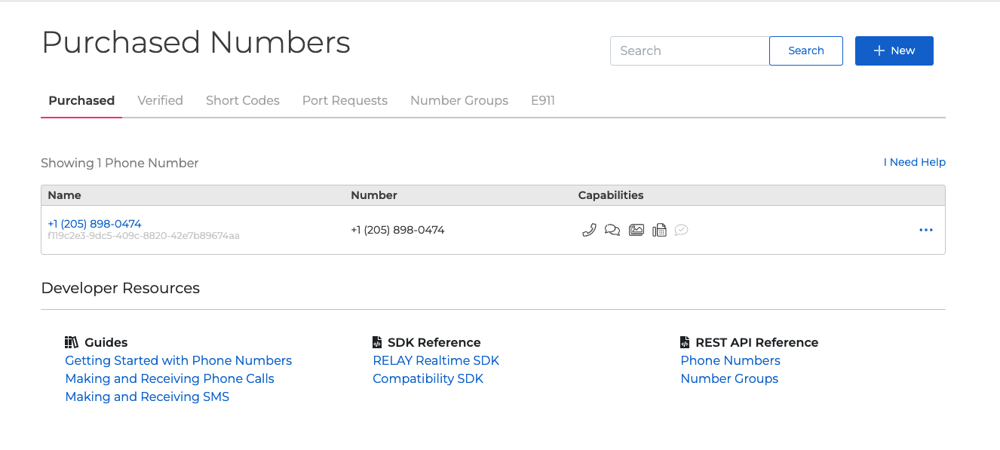 Purchased Numbers
Search Search + New
Purchased Verified Short Codes Port Requests Number Groups E911
Showing 1 Phone Number I Need Help
Name Number Capabilities
+1 (205) 898-0474 +1 (205) 898-0474
f119c2e3-9dc5-409c-8820-42e7b89674aa
Developer Resources
Guides SDK Reference REST API Reference
Getting Started with Phone Numbers RELAY Realtime SDK Phone Numbers
Making and Receiving Phone Calls Compatibility SDK Number Groups
Making and Receiving SMS